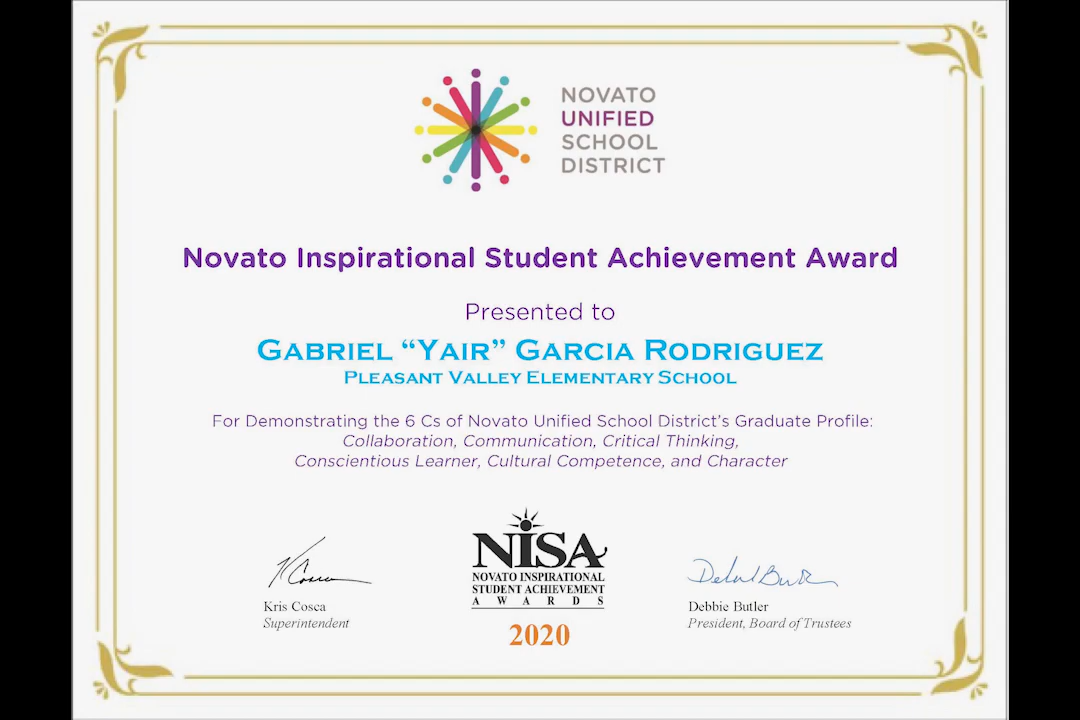 NOVATO
UNIFIED
SCHOOL
DISTRICT
Novato Inspirational Student Achievement Award
Presented to
GABRIEL “YAIR” GARCIA RODRIGUEZ
PLEASANT VALLEY ELEMENTARY SCHOOL
For Demonstrating the 6 Cs of Novato Unified School District’s Graduate Profile:
Collaboration, Communication, Critical Thinking,
Conscientious Learner, Cultural Competence, and Character
NISA
NOVATO INSPIRATIONAL
STUDENT ACHIEVEMENT
AWARDS
2020
Kris Cosca
Superintendent
Debbie Butler
President, Board of Trustees